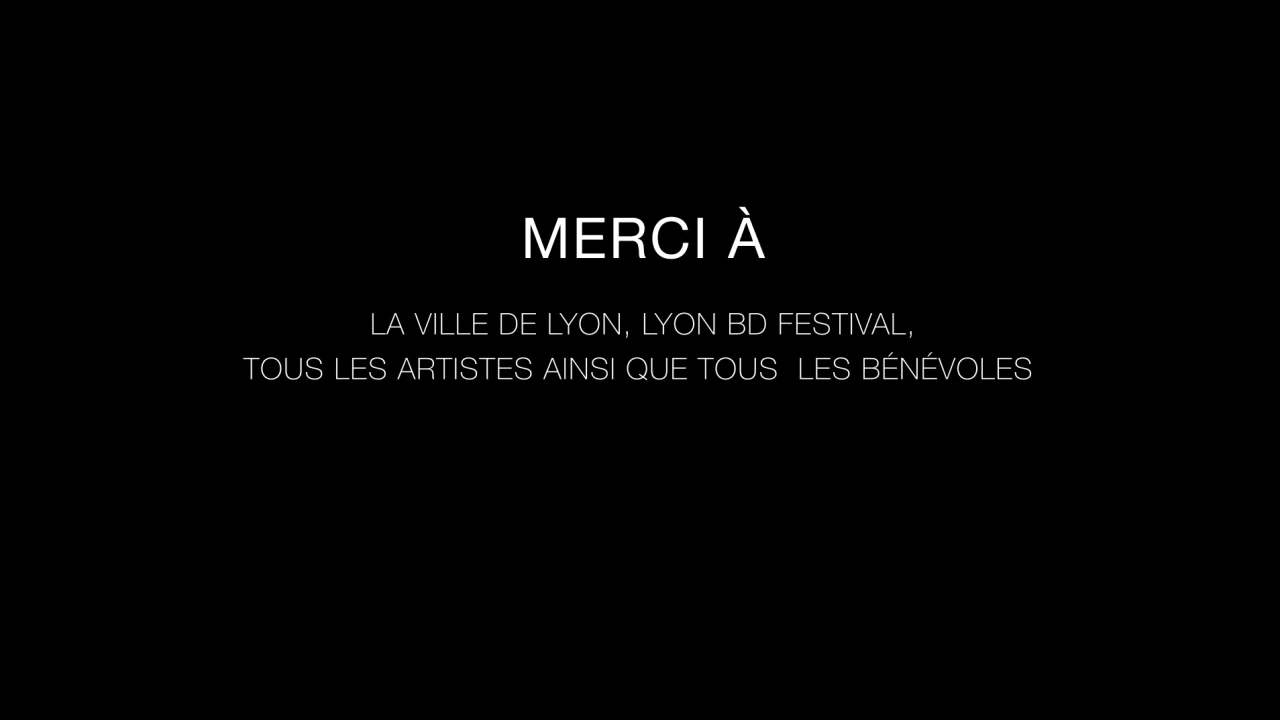 MERCI À
LA VILLE DE LYON, LYON BD FESTIVAL,
TOUS LES ARTISTES AINSI QUE TOUS  LES BÉNÉVOLES